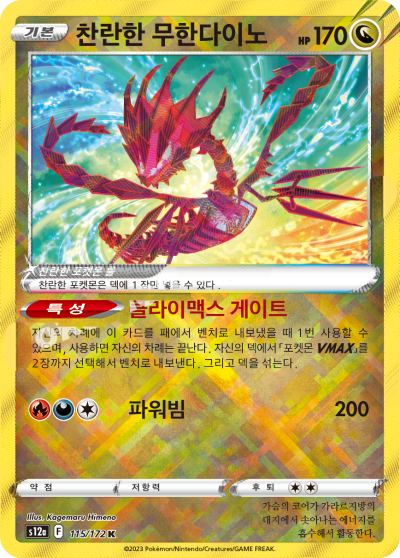 기본 찬란한 무한다이노 HP 170
찬란한 포켓몬 룰
찬란한 포켓몬은 덱에 1장만 넣을 수 있다.
특성 클라이맥스 게이트
자신의 차례에 이 카드를 패에서 벤치로 내보냈을 때 1번 사용할 수
있으며, 사용하면 자신의 차례는 끝난다. 자신의 덱에서 「포켓몬 VMAX」를
2장까지 선택해서 벤치로 내보낸다. 그리고 덱을 섞는다.
파워빔 200
약점 저항력 후퇴
Illus. Kagemaru Himeno
s12a F 115/172 K
가슴의 코어가 가라르지방의
대지에서 솟아나는 에너지를
흡수해서 활동한다.
©2023 Pokémon/Nintendo/Creatures/GAME FREAK.